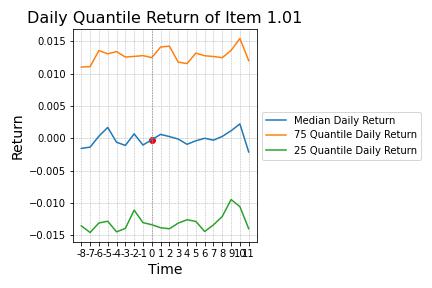 Daily Quantile Return of Item 1.01
0.015
0.010
0.005
0.000
−0.005
−0.010
−0.015
Return
-8 -7 -6 -5 -4 -3 -2 -1 0 1 2 3 4 5 6 7 8 9 10 11
Time
Median Daily Return
75 Quantile Daily Return
25 Quantile Daily Return